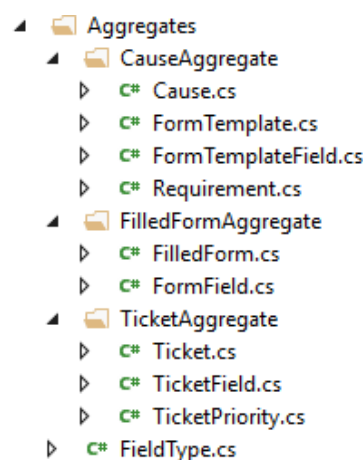 Aggregates
CauseAggregate
C# Cause.cs
C# FormTemplate.cs
C# FormTemplateField.cs
C# Requirement.cs
FilledFormAggregate
C# FilledForm.cs
C# FormField.cs
TicketAggregate
C# Ticket.cs
C# TicketField.cs
C# TicketPriority.cs
C# FieldType.cs